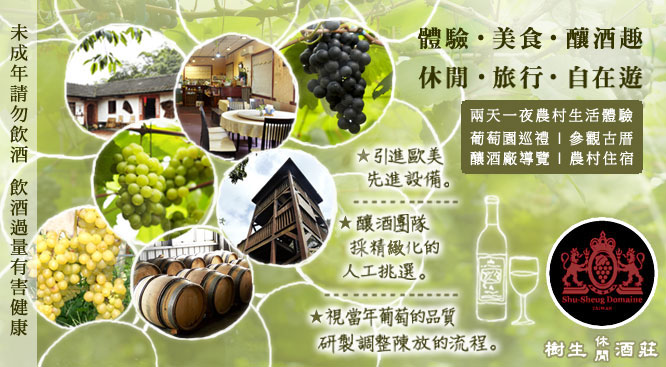 未成年請勿飲酒 飲酒過量有害健康
體驗・美食・釀酒趣
休閒・旅行・自在遊
兩天一夜農村生活體驗
葡萄園巡禮|參觀古厝
釀酒廠導覽|農村住宿
★引進歐美
先進設備。
★釀酒團隊
採精緻化的
人工挑選。
★視當年葡萄的品質
研製調整陳放的流程。
Shu-Sheug Domaine
TAIWAN
樹生休閒酒莊